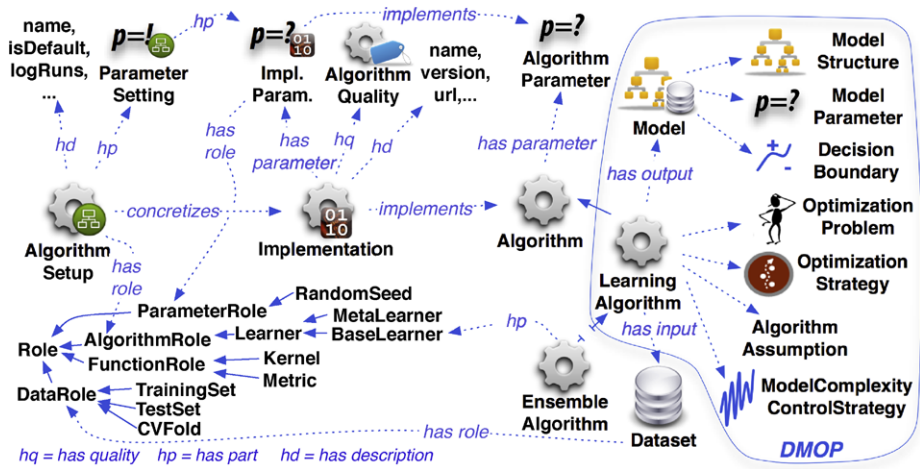 name,
isDefault,
logRuns,
...
p=!
Parameter
Setting
hp
p=?
01
10
Impl.
Param.
implements
Algorithm
Quality
name,
version,
url,...
p=?
Algorithm
Parameter
Model
Model
Structure
p=?
Model
Parameter
Decision
Boundary
hd
hp
has
role
has
parameter
hq
hd
has parameter
has output
Algorithm
Setup
concretizes
01
10
Implementation
implements
Algorithm
Learning
Algorithm
Optimization
Problem
Optimization
Strategy
Algorithm
Assumption
ModelComplexity
ControlStrategy
DMOP
has
role
ParameterRole
RandomSeed
MetaLearner
AlgorithmRole
Learner
BaseLearner
Role
FunctionRole
Kernel
Metric
DataRole
TrainingSet
TestSet
CVFold
hp
Ensemble
Algorithm
has input
Dataset
has role
hq = has quality hp = has part hd = has description